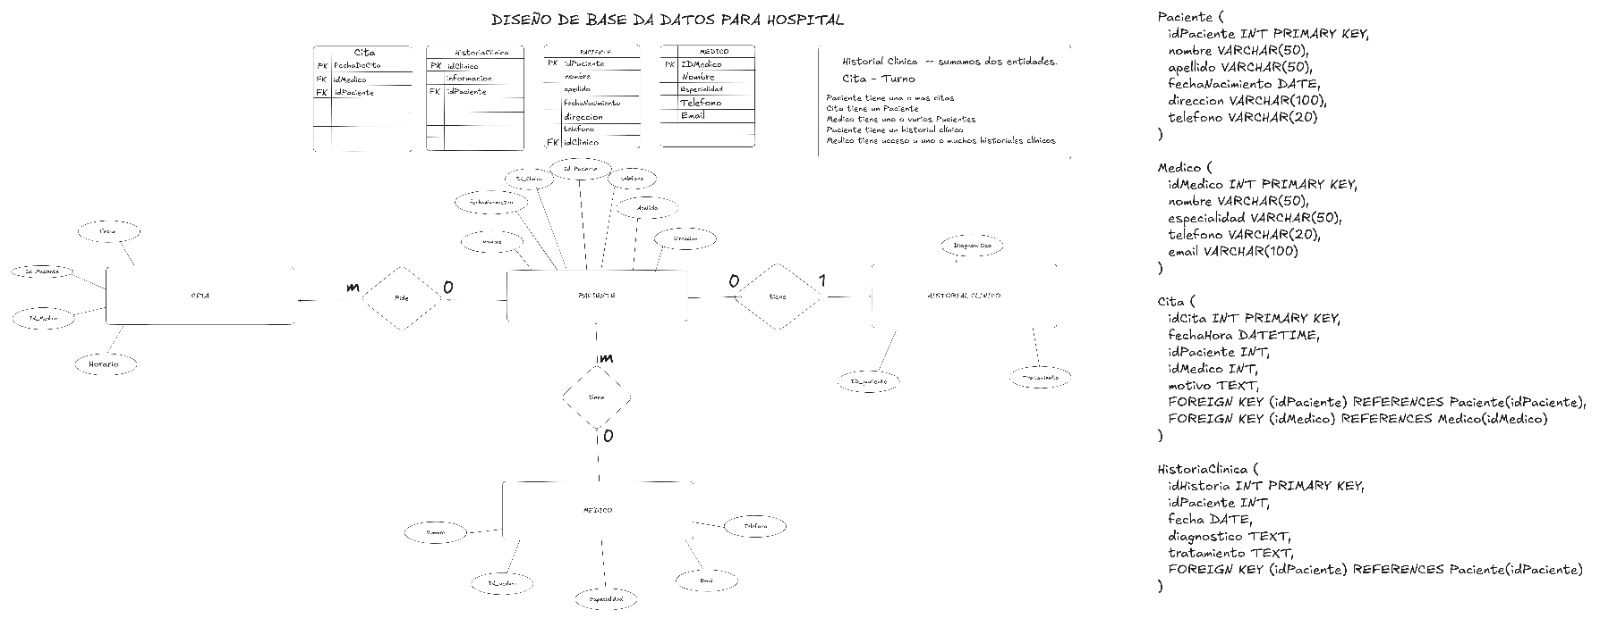 DISEÑO DE BASE DA DATOS PARA HOSPITAL
Cita
PK FechaDeCita
FK idMedico
FK idPaciente
HistoriaClinica
PK idClinico
informacion
FK idPaciente
PACIENTE
PK idPaciente
nombre
apellido
fechaNacimiento
direccion
telefono
FK idClinico
MEDICO
PK IDMedico
Nombre
Especialidad
Telefono
Email
Historial Clinica -- sumamos dos entidades.
Cita - Turno
Paciente tiene una o mas citas
Cita tiene un Paciente
Medico tiene uno o varios Pacientes
Paciente tiene un historial clinico
Medico tiene acceso a uno o muchos historiales clinicos
Id_Clinico
id_Paciente
telefono
Apellido
Direccion
Nombre
Fecha
Id_Medico
Horario
CITA
m
Pide
0
PACIENTE
0
tiene
1
HISTORIAL CLINICO
Diagnostico
Tratamiento
m
tiene
0
MEDICO
Nombre
Telefono
Email
Especialidad
Paciente (
idPaciente INT PRIMARY KEY,
nombre VARCHAR(50),
apellido VARCHAR(50),
fechaNacimiento DATE,
direccion VARCHAR(100),
telefono VARCHAR(20)
)
Medico (
idMedico INT PRIMARY KEY,
nombre VARCHAR(50),
especialidad VARCHAR(50),
telefono VARCHAR(20),
email VARCHAR(100)
)
Cita (
idCita INT PRIMARY KEY,
fechaHora DATETIME,
idPaciente INT,
idMedico INT,
motivo TEXT,
FOREIGN KEY (idPaciente) REFERENCES Paciente(idPaciente),
FOREIGN KEY (idMedico) REFERENCES Medico(idMedico)
)
HistoriaClinica (
idHistoria INT PRIMARY KEY,
idPaciente INT,
fecha DATE,
diagnostico TEXT,
tratamiento TEXT,
FOREIGN KEY (idPaciente) REFERENCES Paciente(idPaciente)
)